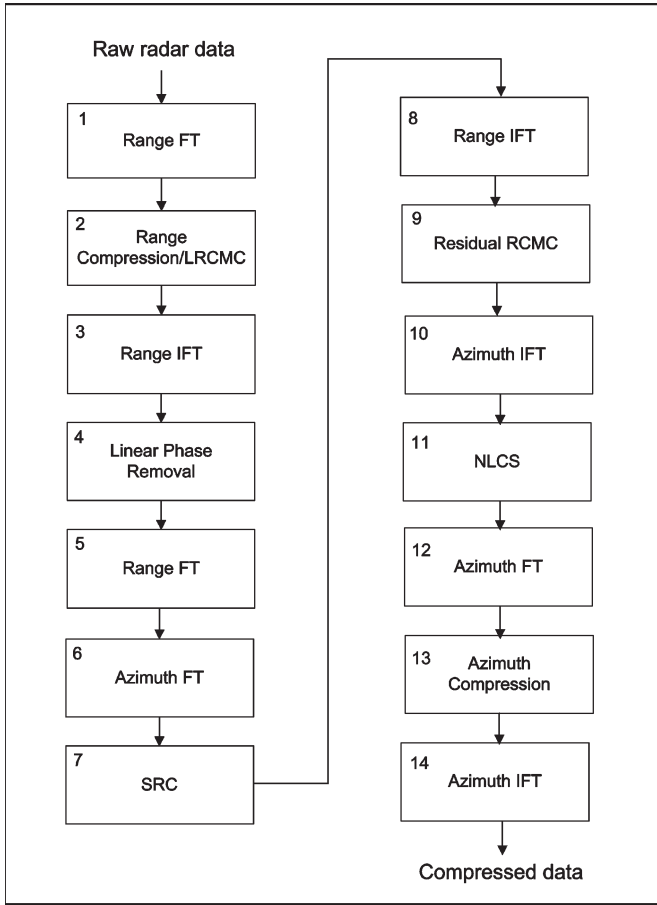 Raw radar data
1
Range FT
2
Range
Compression/LRCMC
3
Range IFT
4
Linear Phase
Removal
5
Range FT
6
Azimuth FT
7
SRC
8
Range IFT
9
Residual RCMC
10
Azimuth IFT
11
NLCS
12
Azimuth FT
13
Azimuth
Compression
14
Azimuth IFT
Compressed data